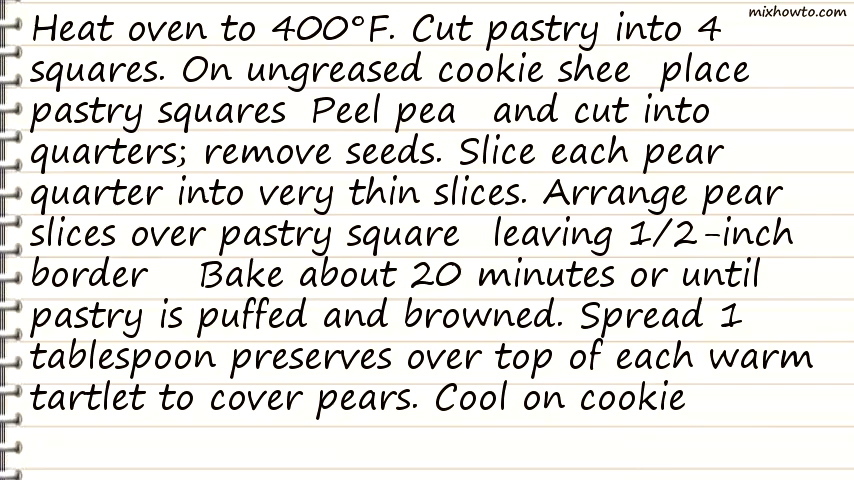 mixhowto.com
Heat oven to 400°F. Cut pastry into 4
squares. On ungreased cookie shee place
pastry squares Peel pea and cut into
quarters; remove seeds. Slice each pear
quarter into very thin slices. Arrange pear
slices over pastry square leaving 1/2-inch
border Bake about 20 minutes or until
pastry is puffed and browned. Spread 1
tablespoon preserves over top of each warm
tartlet to cover pears. Cool on cookie